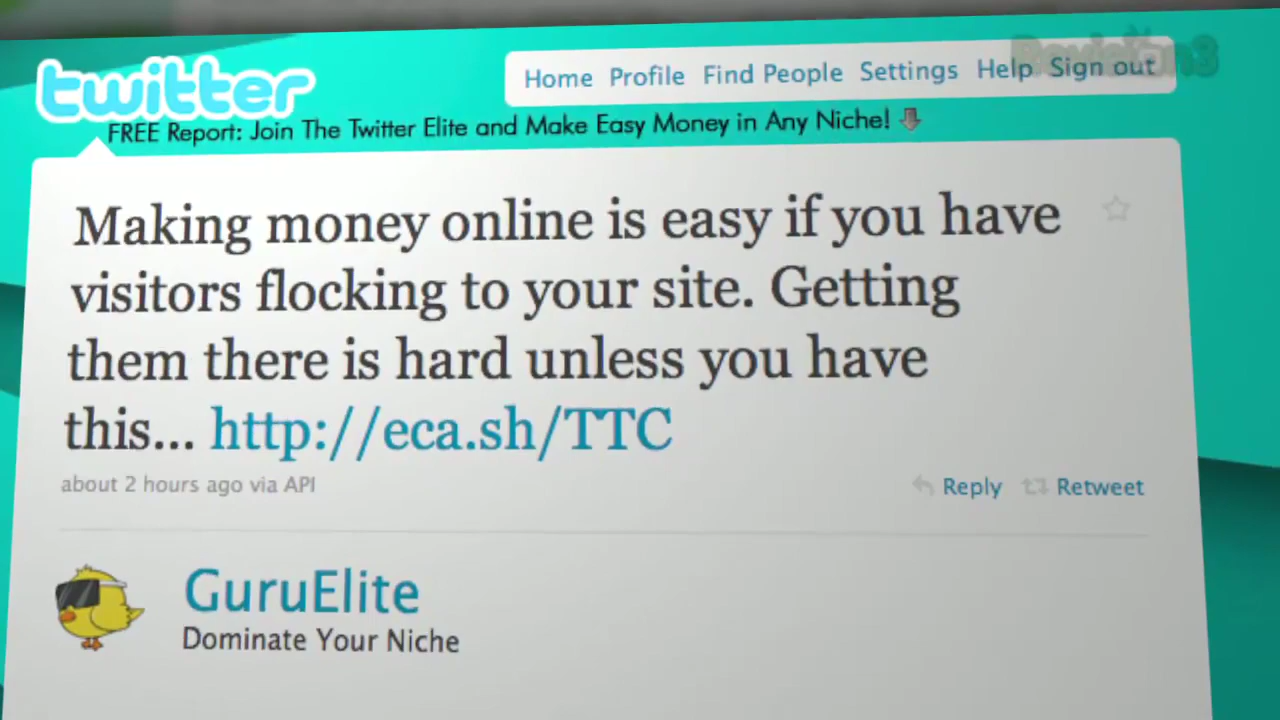 twitter
Home Profile Find People Settings Help Sign out
Revision3
FREE Report: Join The Twitter Elite and Make Easy Money in Any Niche!
Making money online is easy if you have
visitors flocking to your site. Getting
them there is hard unless you have
this... http://eca.sh/TTC
about 2 hours ago via API
Reply Retweet
GuruElite
Dominate Your Niche